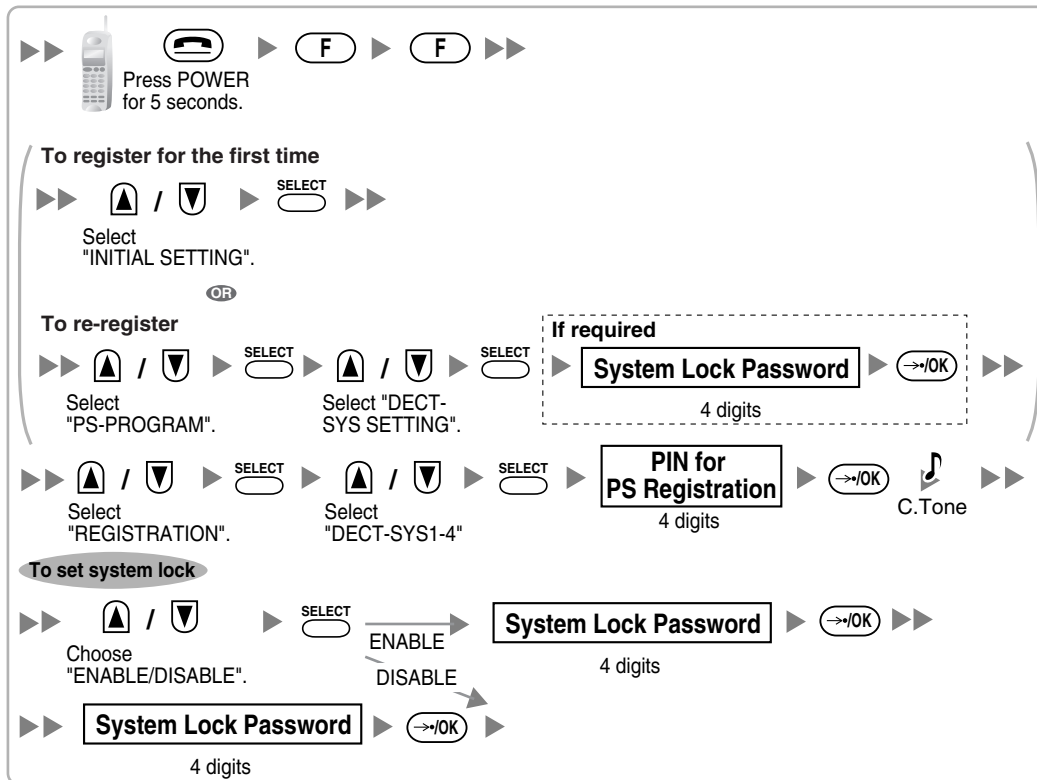 F F
Press POWER
for 5 seconds.
To register for the first time
/ SELECT
Select
"INITIAL SETTING".
OR
To re-register
If required
/ SELECT / SELECT System Lock Password /OK
Select
"PS-PROGRAM".
Select "DECT-
SYS SETTING".
4 digits
/ SELECT / SELECT PIN for
PS Registration /OK
Select
"REGISTRATION".
Select
"DECT-SYS1-4"
4 digits
C.Tone
To set system lock
/ SELECT ENABLE System Lock Password /OK
Choose
"ENABLE/DISABLE".
DISABLE
4 digits
System Lock Password /OK
4 digits